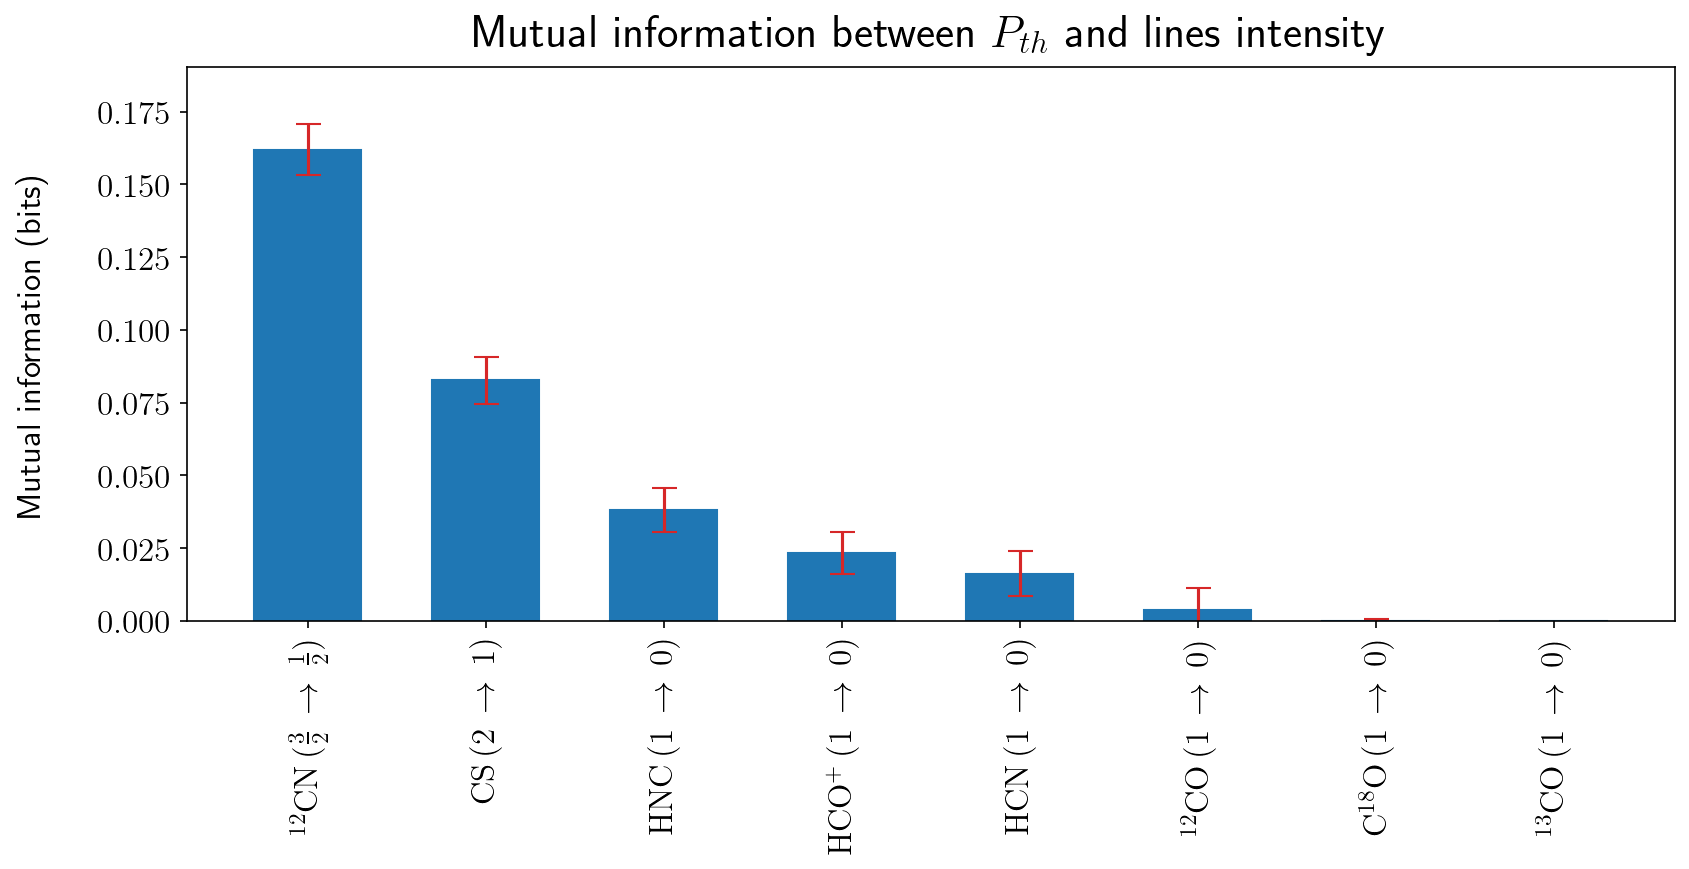 Mutual information between P_{th} and lines intensity
Mutual information (bits)
0.175
0.150
0.125
0.100
0.075
0.050
0.025
0.000
¹²CN (3/2 → 1/2)
CS (2 → 1)
HNC (1 → 0)
HCO⁺ (1 → 0)
HCN (1 → 0)
¹²CO (1 → 0)
C¹⁸O (1 → 0)
¹³CO (1 → 0)